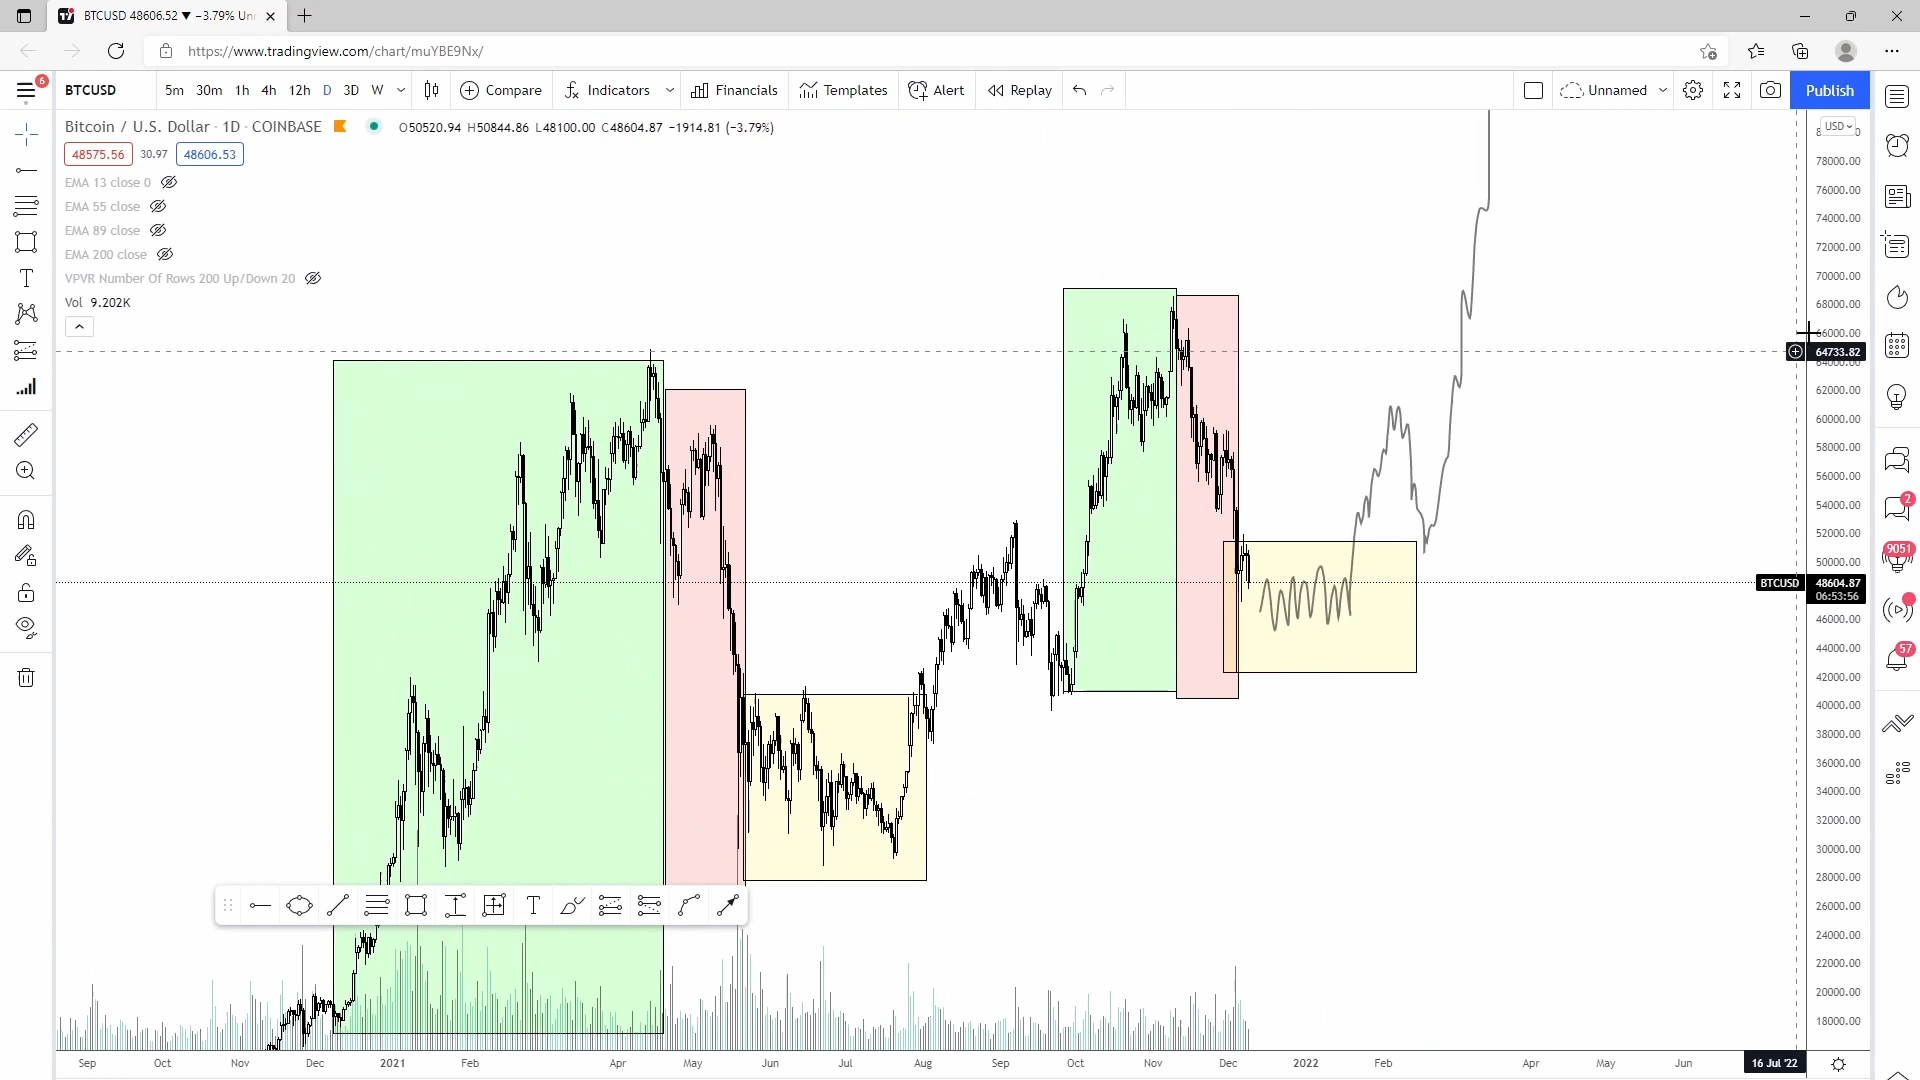 BTCUSD 48606.52 ▼ −3.79% Un
https://www.tradingview.com/chart/muYBE9Nx/
6
BTCUSD 5m 30m 1h 4h 12h D 3D W Compare Indicators Financials Templates Alert Replay Unnamed Publish
Bitcoin / U.S. Dollar · 1D · COINBASE O50520.94 H50844.86 L48100.00 C48604.87 −1914.81 (−3.79%)
USD
48575.56 30.97 48606.53
EMA 13 close 0
EMA 55 close
EMA 89 close
EMA 200 close
VPVR Number Of Rows 200 Up/Down 20
Vol 9.202K
78000.00
76000.00
74000.00
72000.00
70000.00
68000.00
66000.00
64733.82
62000.00
60000.00
58000.00
56000.00
54000.00
52000.00
50000.00
BTCUSD 48604.87
06:53:56
46000.00
44000.00
42000.00
40000.00
38000.00
36000.00
34000.00
32000.00
30000.00
28000.00
26000.00
24000.00
22000.00
20000.00
18000.00
2
9051
57
Sep Oct Nov Dec 2021 Feb Apr May Jun Jul Aug Sep Oct Nov Dec 2022 Feb Apr May Jun 16 Jul '22